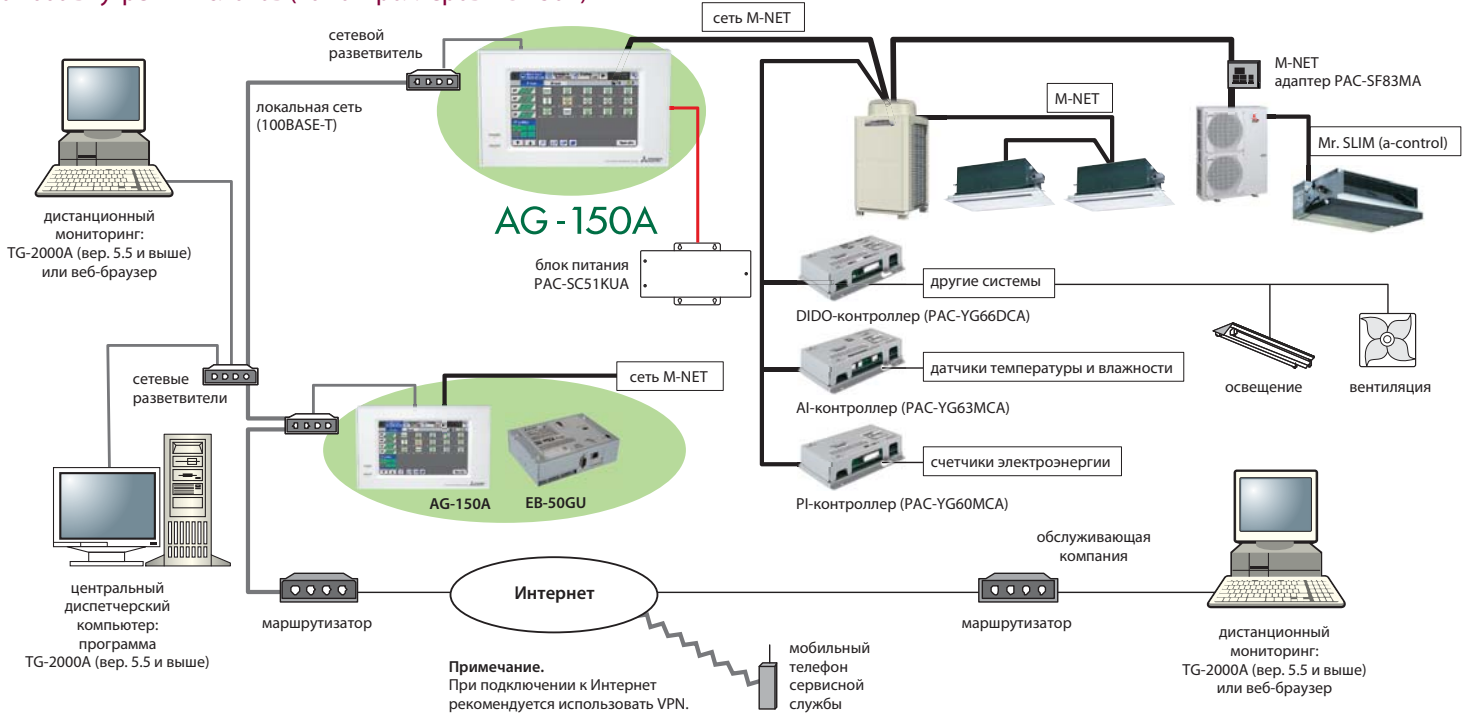 сеть M-NET
сетевой
разветвитель
M-NET
адаптер PAC-SF83MA
локальная сеть
(100BASE-T)
M-NET
Mr. SLIM (a-control)
AG-150A
дистанционный
мониторинг:
TG-2000A (вер. 5.5 и выше)
или веб-браузер
блок питания
PAC-SC51KUA
другие системы
DIDO-контроллер (PAC-YG66DCA)
датчики температуры и влажности
освещение
вентиляция
AI-контроллер (PAC-YG63MCA)
сетевые
разветвители
сеть M-NET
счетчики электроэнергии
PI-контроллер (PAC-YG60MCA)
AG-150A
EB-50GU
обслуживающая
компания
центральный
диспетчерский
компьютер:
программа
TG-2000A (вер. 5.5 и выше)
маршрутизатор
Интернет
маршрутизатор
дистанционный
мониторинг:
TG-2000A (вер. 5.5 и выше)
или веб-браузер
Примечание.
При подключении к Интернет
рекомендуется использовать VPN.
мобильный
телефон
сервисной
службы